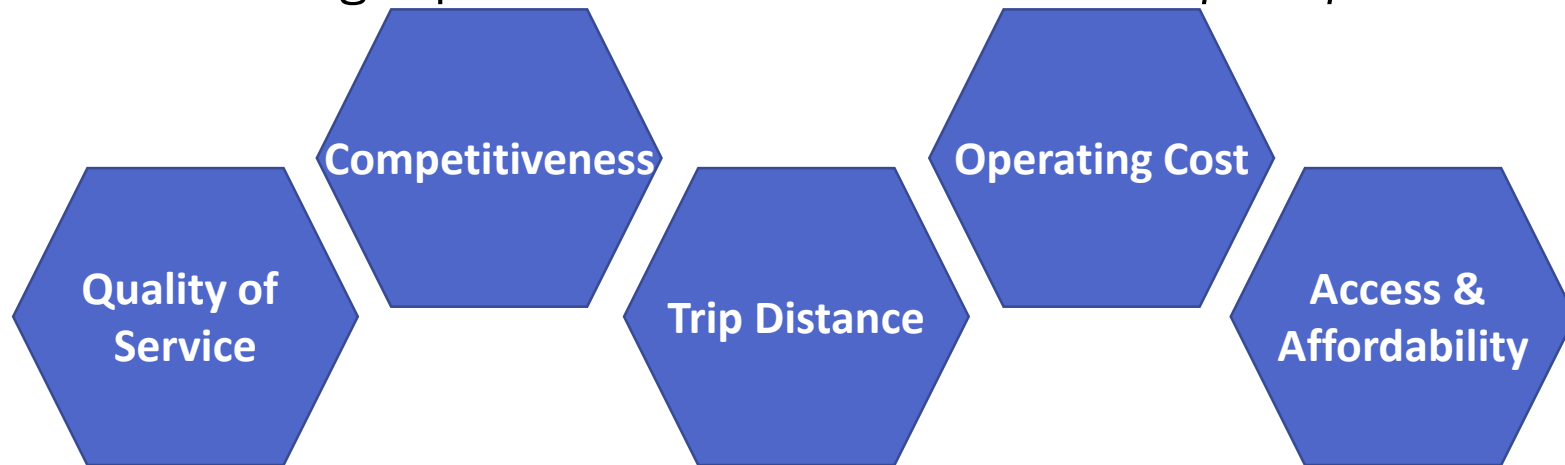 Competitiveness
Operating Cost
Quality of
Service
Trip Distance
Access &
Affordability